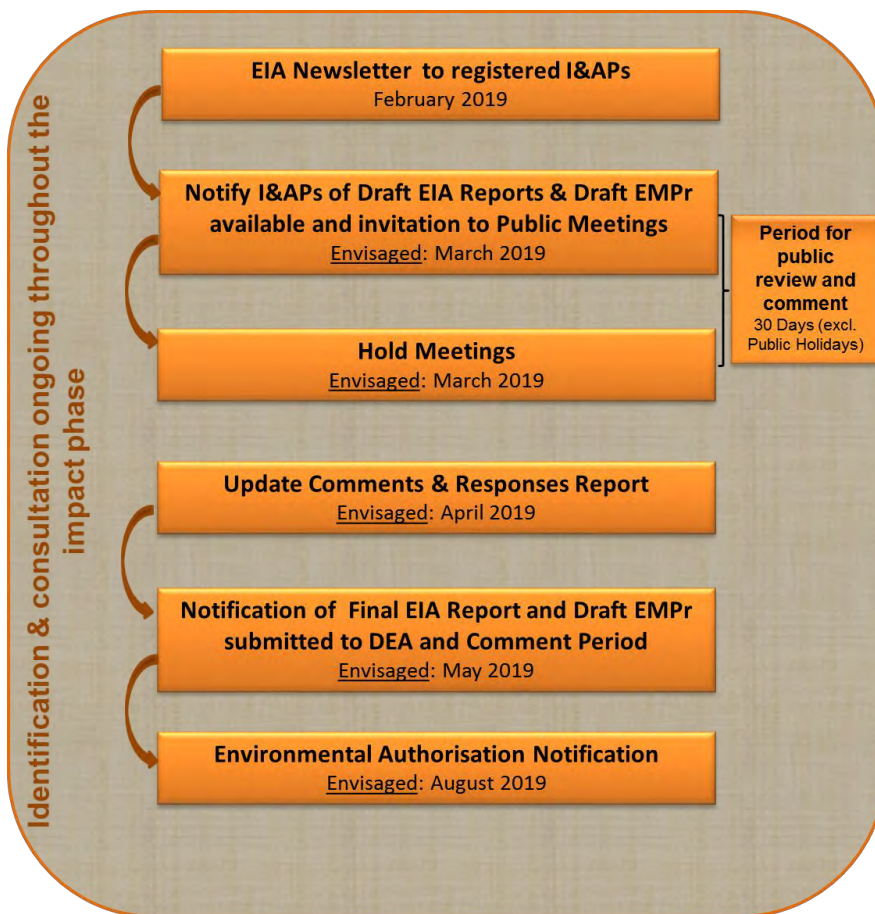 Identification & consultation ongoing throughout the
impact phase
EIA Newsletter to registered I&APs
February 2019
Notify I&APs of Draft EIA Reports & Draft EMPr
available and invitation to Public Meetings
Envisaged: March 2019
Period for
public
review and
comment
30 Days (excl.
Public Holidays)
Hold Meetings
Envisaged: March 2019
Update Comments & Responses Report
Envisaged: April 2019
Notification of Final EIA Report and Draft EMPr
submitted to DEA and Comment Period
Envisaged: May 2019
Environmental Authorisation Notification
Envisaged: August 2019